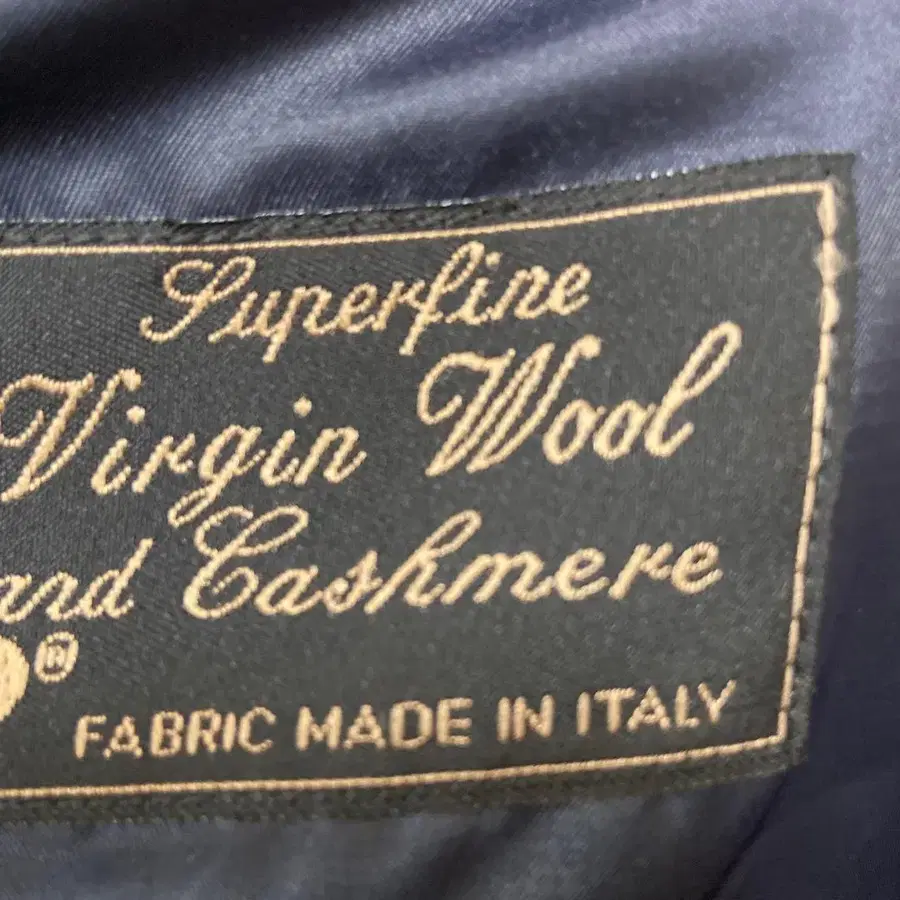 Superfine
Virgin Wool
and Cashmere
®
FABRIC MADE IN ITALY